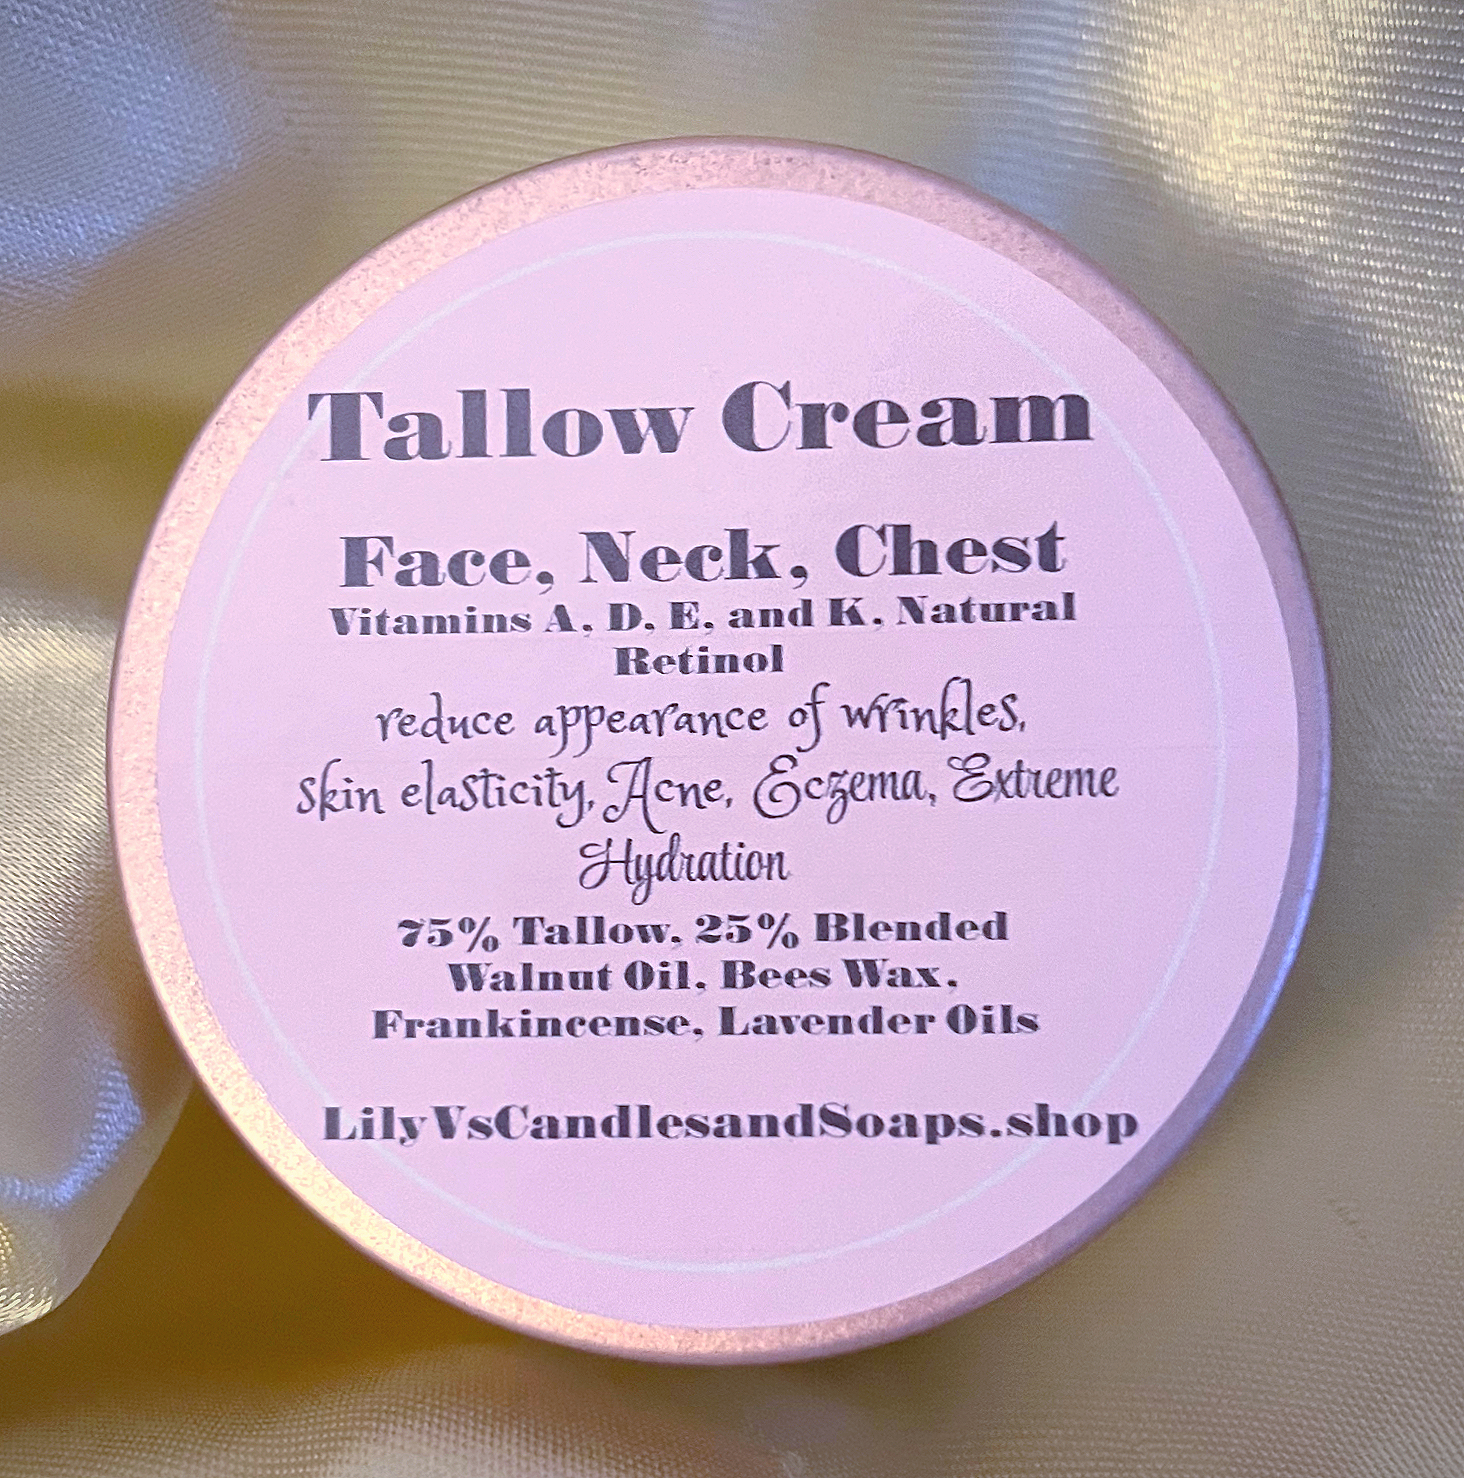 Tallow Cream
Face, Neck, Chest
Vitamins A, D, E, and K, Natural
Retinol
reduce appearance of wrinkles,
skin elasticity, Acne, Eczema, Extreme
Hydration
75% Tallow, 25% Blended
Walnut Oil, Bees Wax,
Frankincense, Lavender Oils
LilyVsCandlesandSoaps.shop